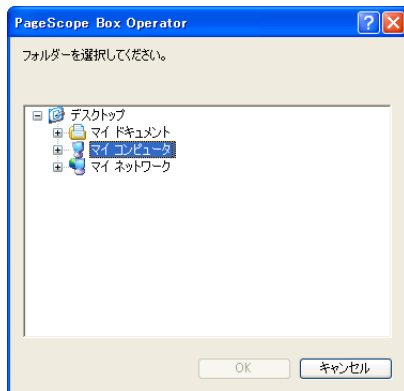 PageScope Box Operator
フォルダーを選択してください。
デスクトップ
マイ ドキュメント
マイ コンピュータ
マイ ネットワーク
OK
キャンセル